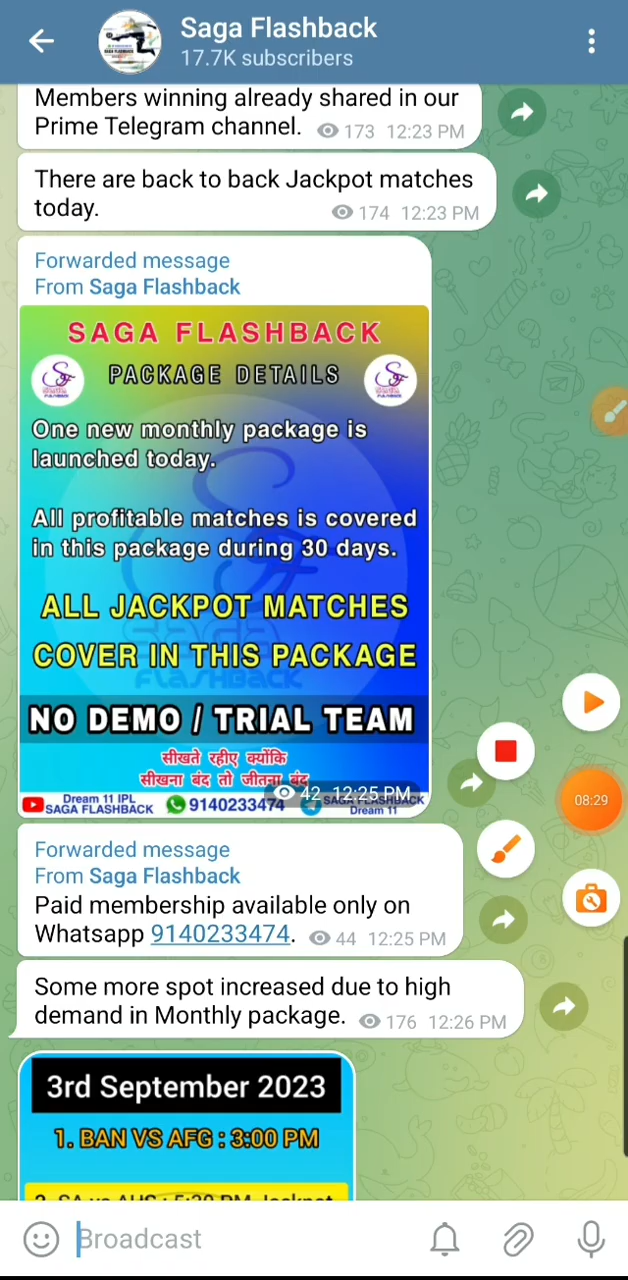 Saga Flashback
17.7K subscribers
Members winning already shared in our
Prime Telegram channel. 173 12:23 PM
There are back to back Jackpot matches
today. 174 12:23 PM
Forwarded message
From Saga Flashback
SAGA FLASHBACK
PACKAGE DETAILS
One new monthly package is
launched today.
All profitable matches is covered
in this package during 30 days.
ALL JACKPOT MATCHES
COVER IN THIS PACKAGE
NO DEMO / TRIAL TEAM
सीखते रहीए क्योंकि
सीखना बंद तो जीतना बंद
42 12:25 PM
Dream 11 IPL
SAGA FLASHBACK
9140233474
SAGA FLASHBACK
Dream 11
08:29
Forwarded message
From Saga Flashback
Paid membership available only on
Whatsapp 9140233474. 44 12:25 PM
Some more spot increased due to high
demand in Monthly package. 176 12:26 PM
3rd September 2023
1. BAN VS AFG : 3:00 PM
Broadcast